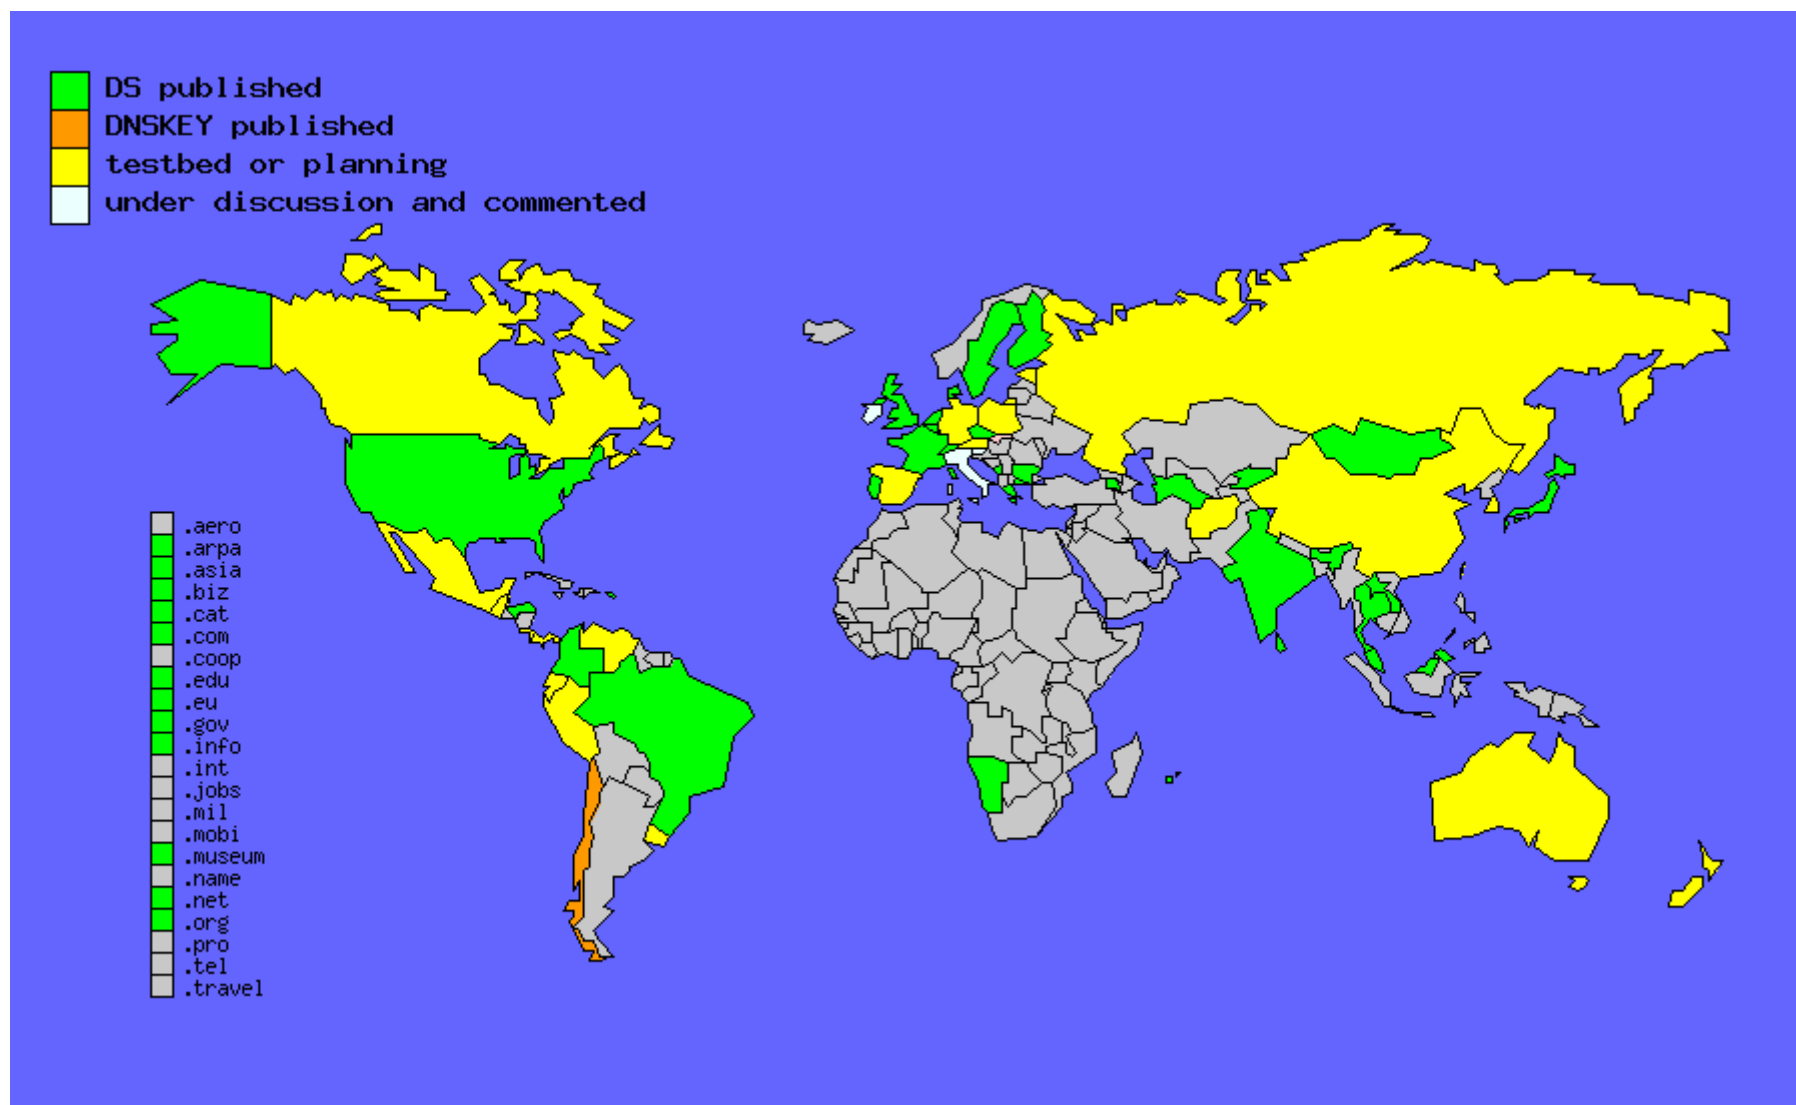 DS published
DNSKEY published
testbed or planning
under discussion and commented
.aero
.arpa
.asia
.biz
.cat
.com
.coop
.edu
.eu
.gov
.info
.int
.jobs
.mil
.mobi
.museum
.name
.net
.org
.pro
.tel
.travel